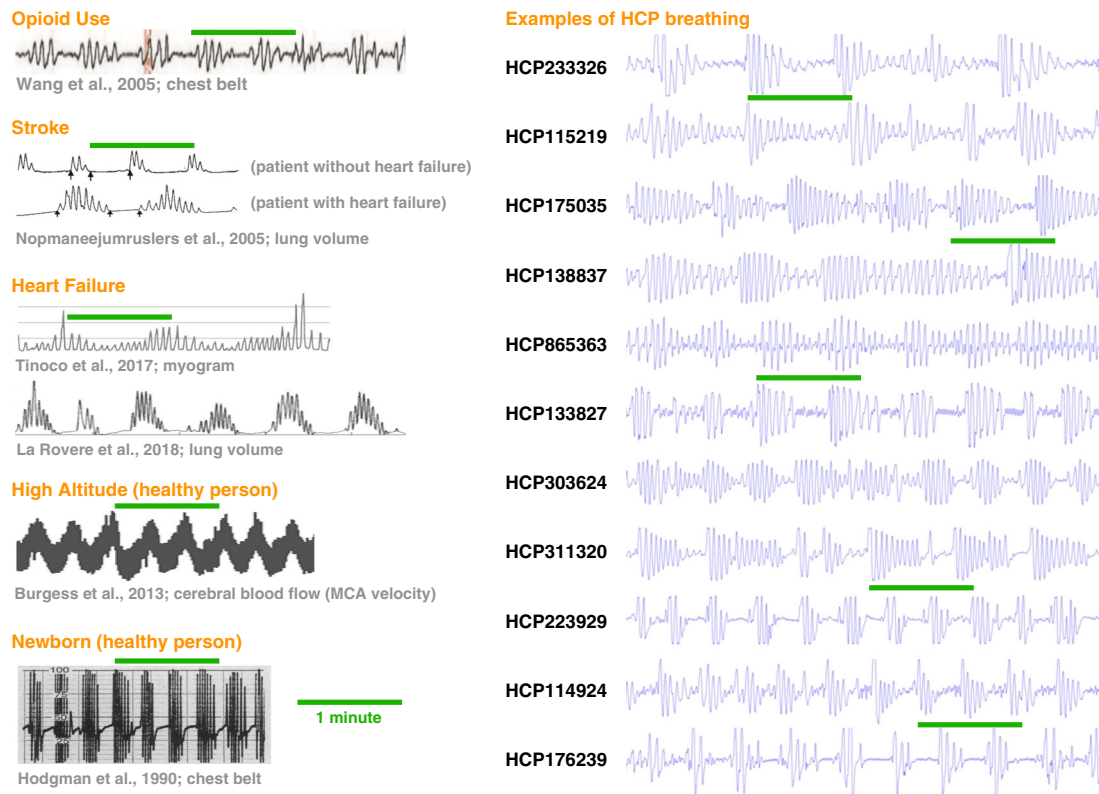 Opioid Use
Wang et al., 2005; chest belt
Stroke
(patient without heart failure)
(patient with heart failure)
Nopmaneejumruslers et al., 2005; lung volume
Heart Failure
Tinoco et al., 2017; myogram
La Rovere et al., 2018; lung volume
High Altitude (healthy person)
Burgess et al., 2013; cerebral blood flow (MCA velocity)
Newborn (healthy person)
100
75
50
25
1 minute
Hodgman et al., 1990; chest belt
Examples of HCP breathing
HCP233326
HCP115219
HCP175035
HCP138837
HCP865363
HCP133827
HCP303624
HCP311320
HCP223929
HCP114924
HCP176239